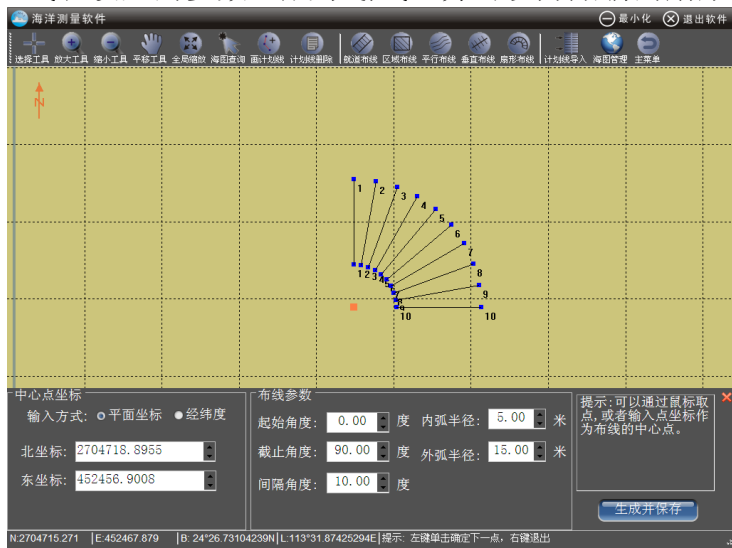 海洋测量软件
最小化 退出软件
选择工具 放大工具 缩小工具 平移工具 全局缩放 海图查询 画计划线 计划线删除 航道布线 区域布线 平行布线 垂直布线 扇形布线 计划线导入 海图管理 主菜单
N
1 2 3 4 5 6 7 8 9 10
1 2 3 4
10
中心点坐标
输入方式: 平面坐标 经纬度
北坐标: 2704718.8955
东坐标: 452456.9008
布线参数
起始角度: 0.00 度 内弧半径: 5.00 米
截止角度: 90.00 度 外弧半径: 15.00 米
间隔角度: 10.00 度
提示:可以通过鼠标取
点,或者输入点坐标作
为布线的中心点。
生成并保存
N:2704715.271 E:452467.879 B: 24°26.73104239N L:113°31.87425294E 提示: 左键单击确定下一点，右键退出